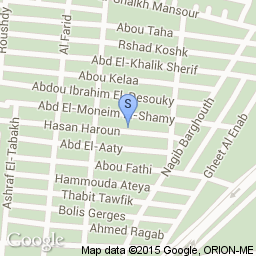 Shaikh Mansour
Houshdy
Al Farid
Abou Taha
Rshad Koshk
Abd El-Khalik Sherif
Abou Kelaa
Abdou Ibrahim El-Desouky
Abd El-Moneim El-Shamy
S
Hasan Haroun
Abd El-Aaty
Nagib Barghouth
Gheet Al Enab
Ashraf El-Tabakh
Abou Fathi
Hammouda Ateya
Thabit Tawfik
Bolis Gerges
Ahmed Ragab
Map data ©2015 Google, ORION-ME